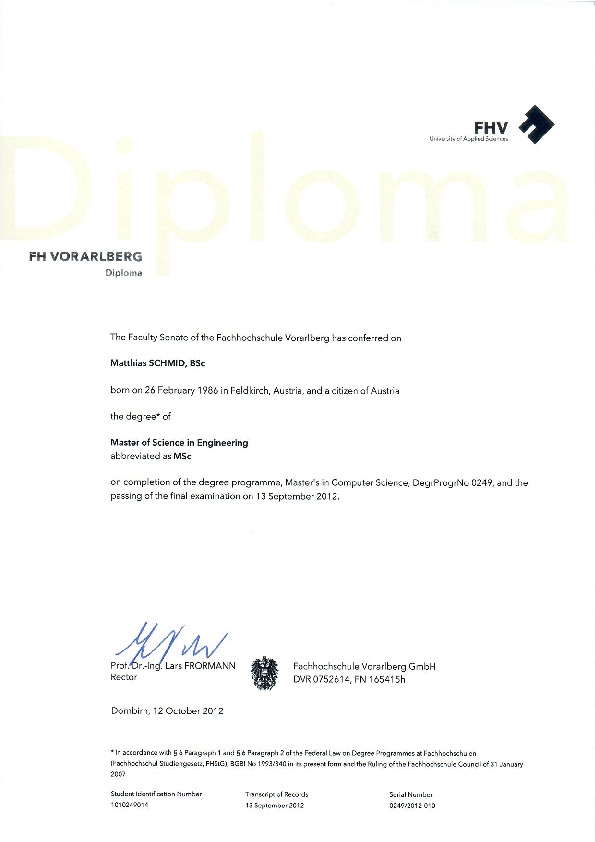 FHV
University of Applied Sciences
Diploma
FH VORARLBERG
Diploma
The Faculty Senate of the Fachhochschule Vorarlberg has conferred on
Matthias SCHMID, BSc
born on 26 February 1986 in Feldkirch, Austria, and a citizen of Austria
the degree* of
Master of Science in Engineering
abbreviated as MSc
on completion of the degree programme, Master's in Computer Science, DegrProgrNo 0249, and the
passing of the final examination on 13 September 2012.
Prof. Dr.-Ing. Lars FRORMANN
Rector
Fachhochschule Vorarlberg GmbH
DVR 0752614, FN 165415h
Dornbirn, 12 October 2012
* In accordance with § 6 Paragraph 1 and § 6 Paragraph 2 of the Federal Law on Degree Programmes at Fachhochschulen
(Fachhochschul Studiengesetz, FHStG), BGBl No 1993/340 in its present form and the Ruling of the Fachhochschule Council of 31 January
2007
Student Identification Number
1010249014
Transcript of Records
13 September 2012
Serial Number
0249/2012-010